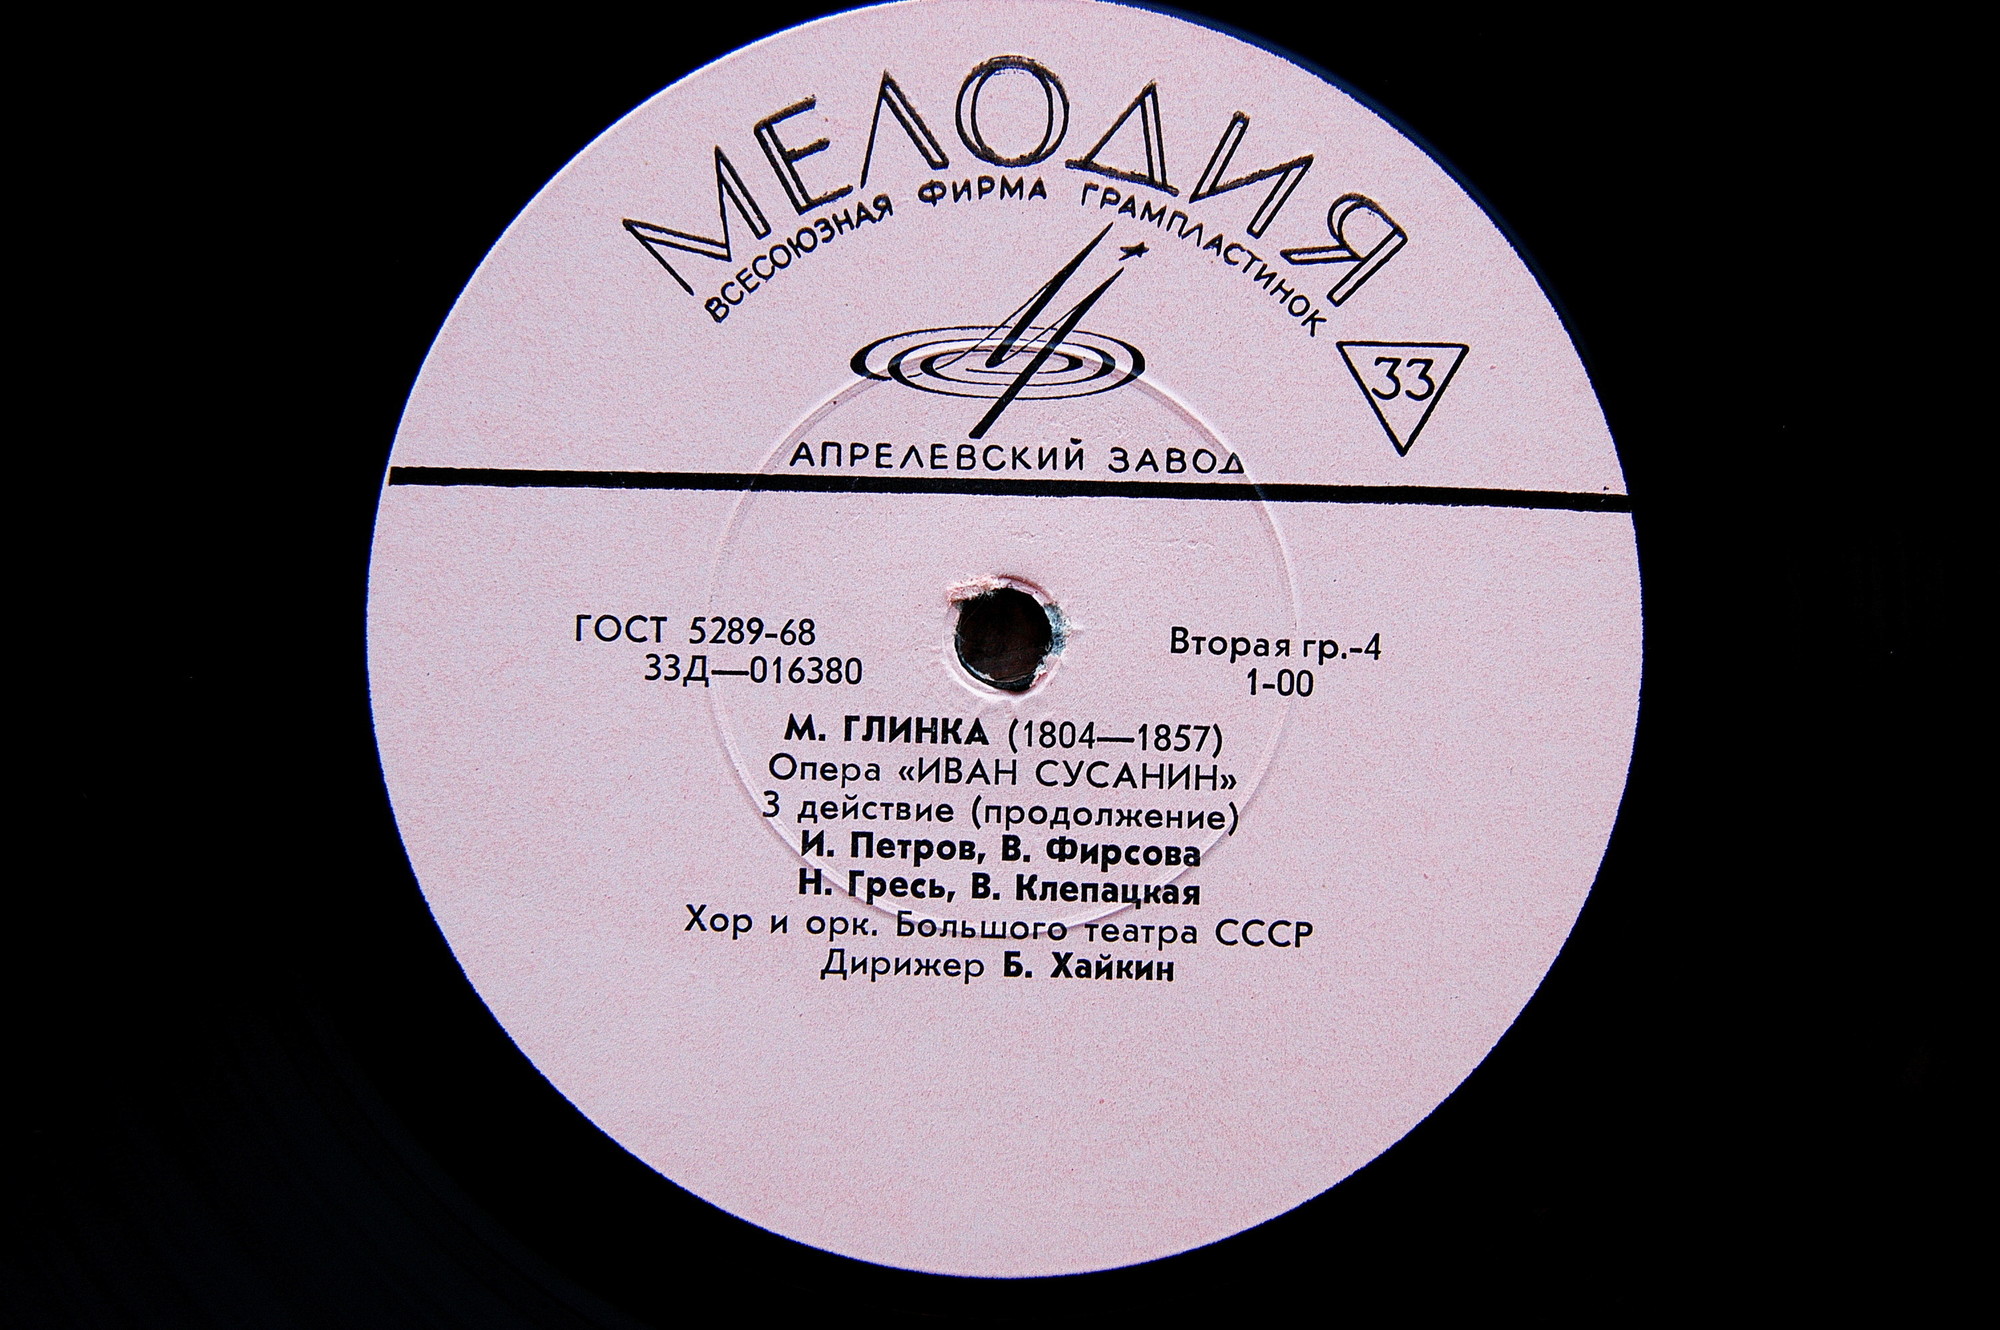 МЕЛОДИЯ
ВСЕСОЮЗНАЯ ФИРМА ГРАМПЛАСТИНОК
33
АПРЕЛЕВСКИЙ ЗАВОД
ГОСТ 5289-68
33Д—016380
Вторая гр.-4
1-00
М. ГЛИНКА (1804—1857)
Опера «ИВАН СУСАНИН»
3 действие (продолжение)
И. Петров, В. Фирсова
Н. Гресь, В. Клепацкая
Хор и орк. Большого театра СССР
Дирижер Б. Хайкин